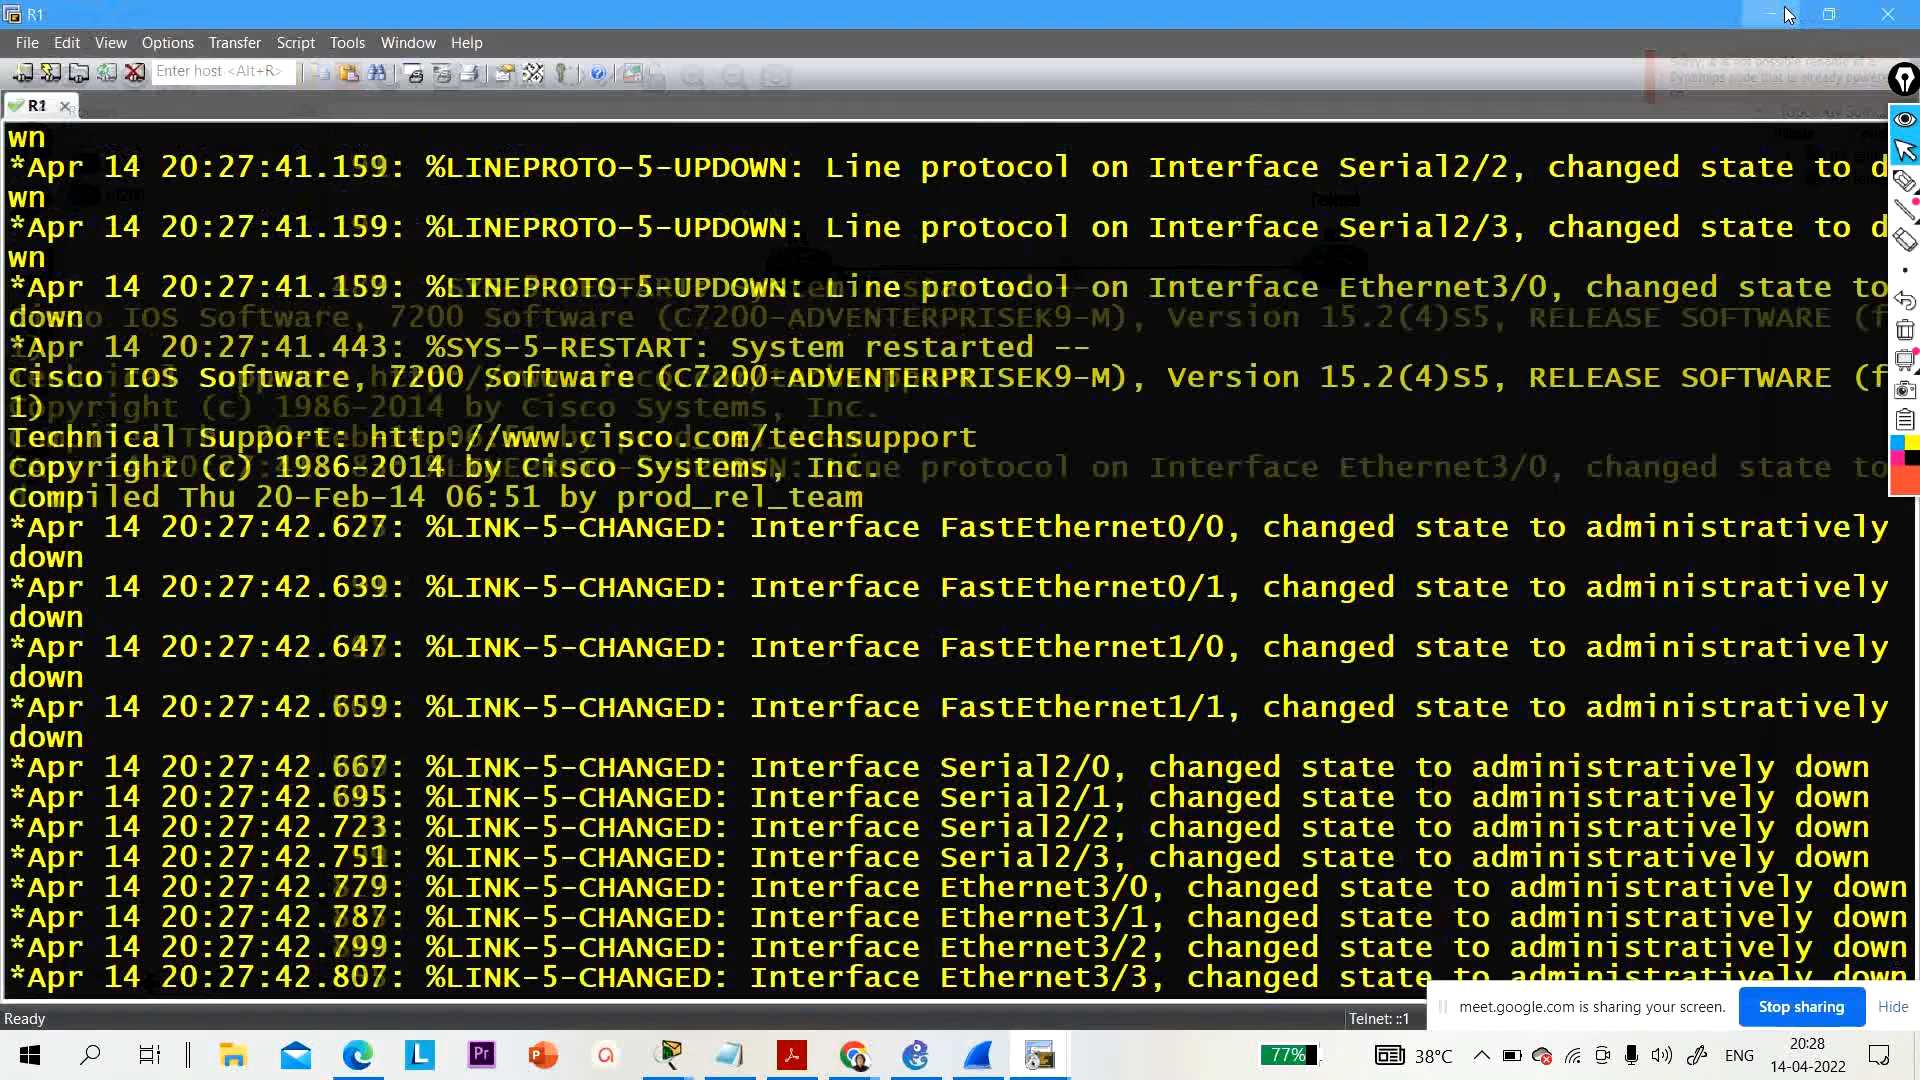 R1
File Edit View Options Transfer Script Tools Window Help
Enter host <Alt+R>
R1
wn
*Apr 14 20:27:41.159: %LINEPROTO-5-UPDOWN: Line protocol on Interface Serial2/2, changed state to d
wn
*Apr 14 20:27:41.159: %LINEPROTO-5-UPDOWN: Line protocol on Interface Serial2/3, changed state to d
wn
*Apr 14 20:27:41.159: %LINEPROTO-5-UPDOWN: Line protocol on Interface Ethernet3/0, changed state to
down
*Apr 14 20:27:41.443: %SYS-5-RESTART: System restarted --
Cisco IOS Software, 7200 Software (C7200-ADVENTERPRISEK9-M), Version 15.2(4)S5, RELEASE SOFTWARE (f
1)
Technical Support: http://www.cisco.com/techsupport
Copyright (c) 1986-2014 by Cisco Systems, Inc.
Compiled Thu 20-Feb-14 06:51 by prod_rel_team
*Apr 14 20:27:42.627: %LINK-5-CHANGED: Interface FastEthernet0/0, changed state to administratively
down
*Apr 14 20:27:42.639: %LINK-5-CHANGED: Interface FastEthernet0/1, changed state to administratively
down
*Apr 14 20:27:42.647: %LINK-5-CHANGED: Interface FastEthernet1/0, changed state to administratively
down
*Apr 14 20:27:42.659: %LINK-5-CHANGED: Interface FastEthernet1/1, changed state to administratively
down
*Apr 14 20:27:42.667: %LINK-5-CHANGED: Interface Serial2/0, changed state to administratively down
*Apr 14 20:27:42.695: %LINK-5-CHANGED: Interface Serial2/1, changed state to administratively down
*Apr 14 20:27:42.723: %LINK-5-CHANGED: Interface Serial2/2, changed state to administratively down
*Apr 14 20:27:42.751: %LINK-5-CHANGED: Interface Serial2/3, changed state to administratively down
*Apr 14 20:27:42.779: %LINK-5-CHANGED: Interface Ethernet3/0, changed state to administratively down
*Apr 14 20:27:42.787: %LINK-5-CHANGED: Interface Ethernet3/1, changed state to administratively down
*Apr 14 20:27:42.799: %LINK-5-CHANGED: Interface Ethernet3/2, changed state to administratively down
*Apr 14 20:27:42.807: %LINK-5-CHANGED: Interface Ethernet3/3, changed state to administratively down
meet.google.com is sharing your screen. Stop sharing Hide
Ready Telnet: ::1
77% 38°C ENG 20:28
14-04-2022